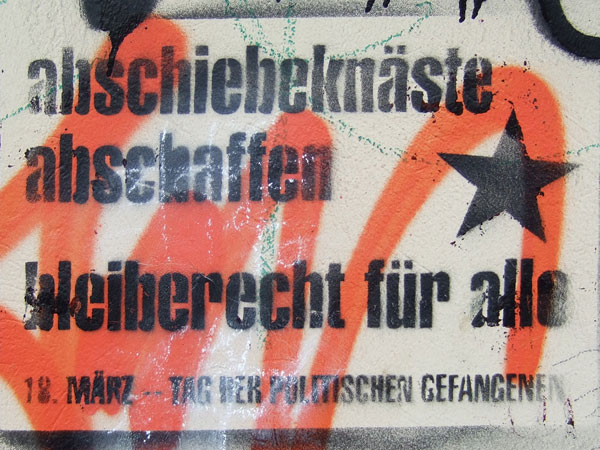 abschiebeknäste
abschaffen
bleiberecht für alle
18. MÄRZ – TAG DER POLITISCHEN GEFANGENEN